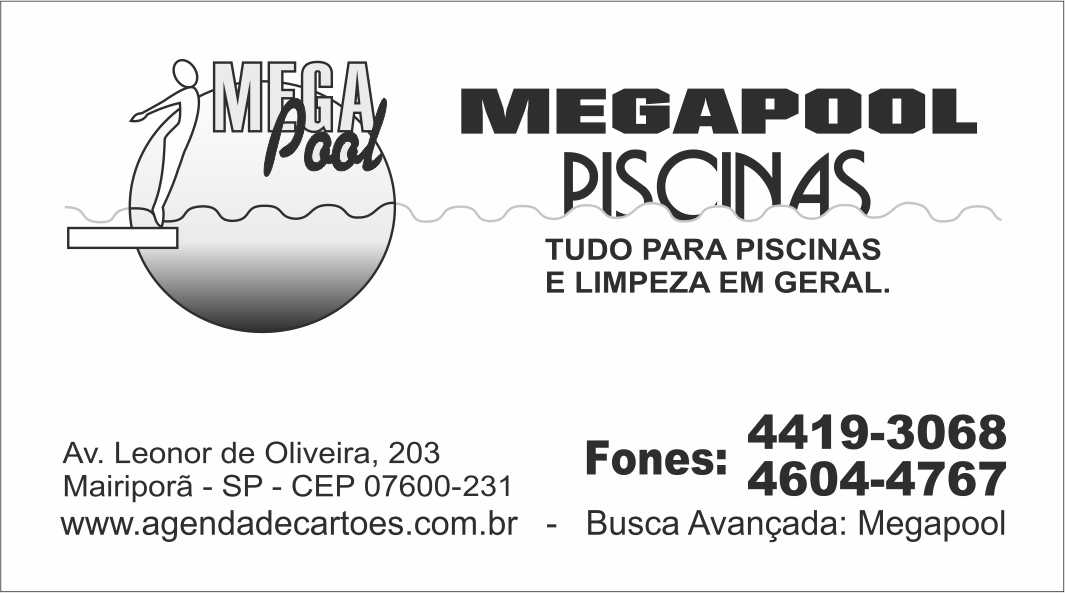 MEGA
Pool
MEGAPOOL
PISCINAS
TUDO PARA PISCINAS
E LIMPEZA EM GERAL.
Av. Leonor de Oliveira, 203
Mairiporã - SP - CEP 07600-231
Fones: 4419-3068
4604-4767
www.agendadecartoes.com.br - Busca Avançada: Megapool